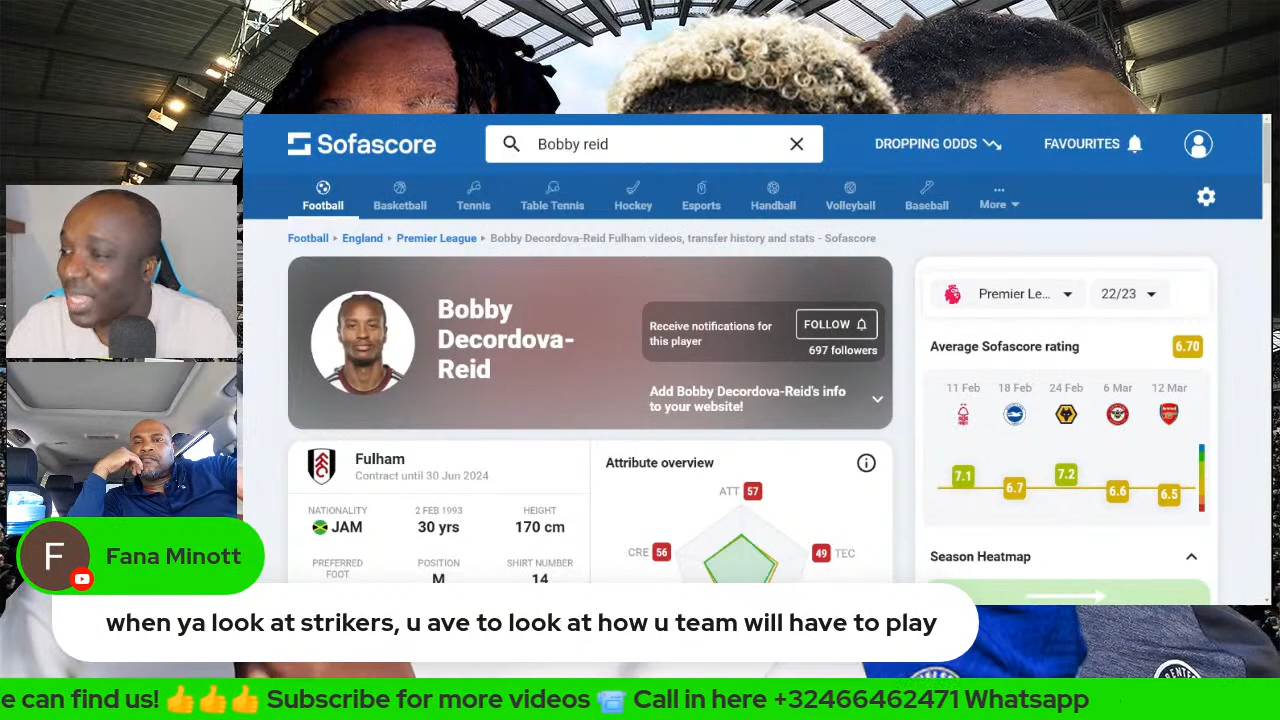 Sofascore
Bobby reid
DROPPING ODDS
FAVOURITES
Football
Basketball
Tennis
Table Tennis
Hockey
Esports
Handball
Volleyball
Baseball
More
Football
England
Premier League
Bobby Decordova-Reid Fulham videos, transfer history and stats - Sofascore
Bobby
Decordova-
Reid
Receive notifications for
this player
FOLLOW
697 followers
Add Bobby Decordova-Reid's info
to your website!
Premier Le...
22/23
Average Sofascore rating
6.70
11 Feb
18 Feb
24 Feb
6 Mar
12 Mar
7.1
6.7
7.2
6.6
6.5
Season Heatmap
Fulham
Contract until 30 Jun 2024
NATIONALITY
JAM
2 FEB 1993
30 yrs
HEIGHT
170 cm
PREFERRED
FOOT
POSITION
M
SHIRT NUMBER
14
Attribute overview
ATT 57
CRE 56
49 TEC
F
Fana Minott
when ya look at strikers, u ave to look at how u team will have to play
e can find us! 👍👍👍 Subscribe for more videos 📹 Call in here +32466462471 Whatsapp